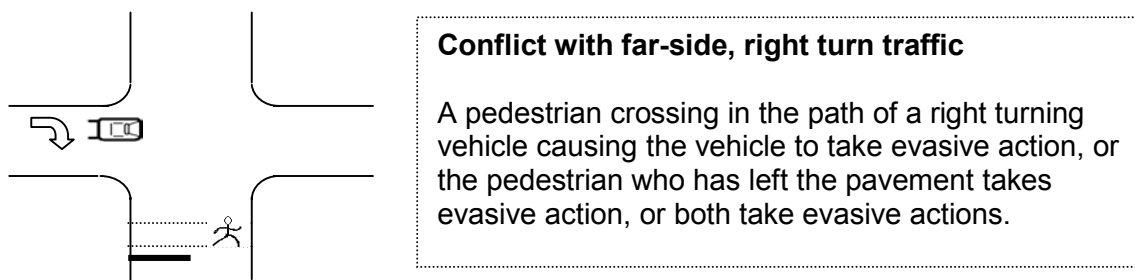 Conflict with far-side, right turn traffic
A pedestrian crossing in the path of a right turning
vehicle causing the vehicle to take evasive action, or
the pedestrian who has left the pavement takes
evasive action, or both take evasive actions.